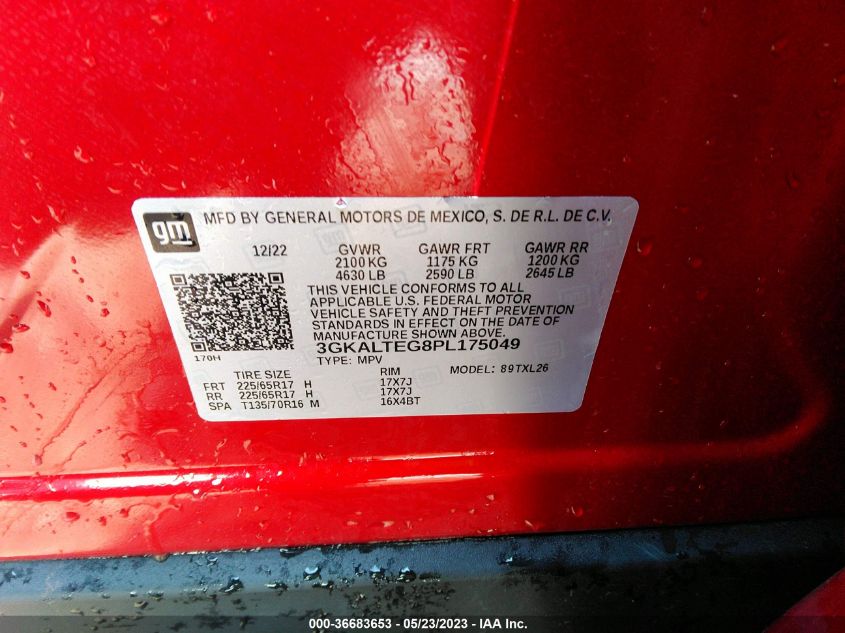 gm MFD BY GENERAL MOTORS DE MEXICO, S. DE R.L. DE C.V.
12/22 GVWR GAWR FRT GAWR RR
2100 KG 1175 KG 1200 KG
4630 LB 2590 LB 2645 LB
THIS VEHICLE CONFORMS TO ALL
APPLICABLE U.S. FEDERAL MOTOR
VEHICLE SAFETY AND THEFT PREVENTION
STANDARDS IN EFFECT ON THE DATE OF
MANUFACTURE SHOWN ABOVE.
3GKALTEG8PL175049
170H TYPE: MPV
TIRE SIZE RIM MODEL: 89TXL26
FRT 225/65R17 H 17X7J
RR 225/65R17 H 17X7J
SPA T135/70R16 M 16X4BT
000-36683653 - 05/23/2023 - IAA Inc.